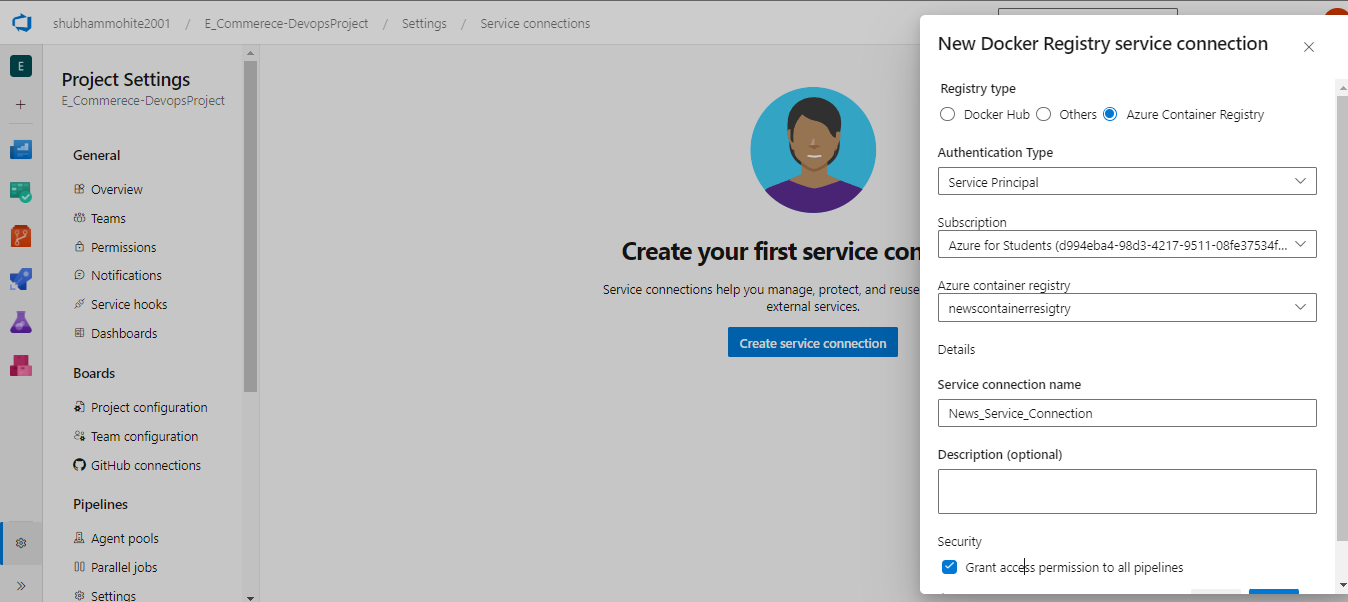 shubhammohite2001 / E_Commerece-DevopsProject / Settings / Service connections
E
Project Settings
E_Commerece-DevopsProject
General
Overview
Teams
Permissions
Notifications
Service hooks
Dashboards
Boards
Project configuration
Team configuration
GitHub connections
Pipelines
Agent pools
Parallel jobs
Settings
Create your first service con
Service connections help you manage, protect, and reuse
external services.
Create service connection
New Docker Registry service connection
Registry type
Docker Hub Others Azure Container Registry
Authentication Type
Service Principal
Subscription
Azure for Students (d994eba4-98d3-4217-9511-08fe37534f...
Azure container registry
newscontainerresigtry
Details
Service connection name
News_Service_Connection
Description (optional)
Security
Grant access permission to all pipelines